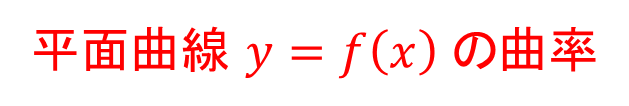 平面曲線 y = f(x) の曲率